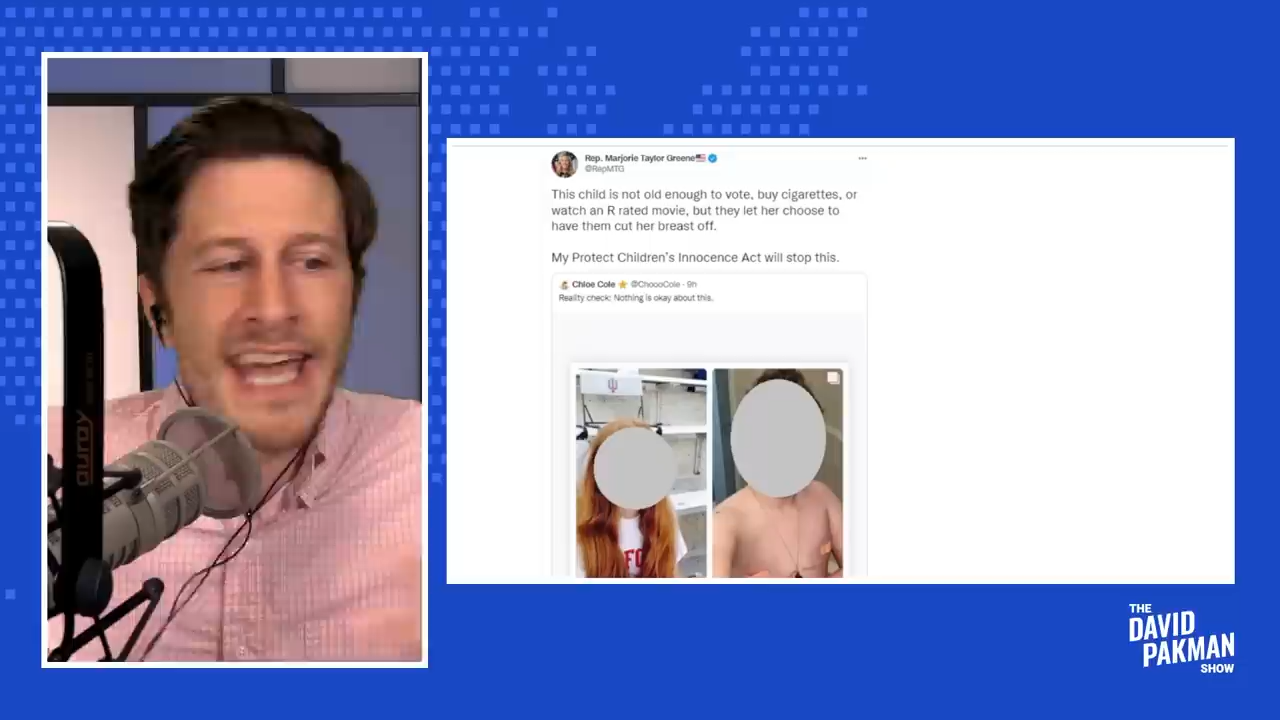 Rep. Marjorie Taylor Greene🇺🇸
@RepMTG
This child is not old enough to vote, buy cigarettes, or
watch an R rated movie, but they let her choose to
have them cut her breast off.
My Protect Children's Innocence Act will stop this.
Chloe Cole ⭐ @ChoooCole · 9h
Reality check: Nothing is okay about this.
auray
THE
DAVID
PAKMAN
SHOW